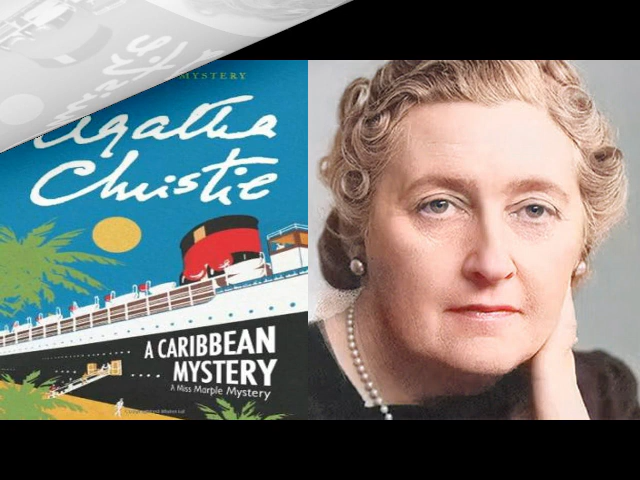 MYSTERY
Agatha
Christie
A CARIBBEAN
MYSTERY
A Miss Marple Mystery